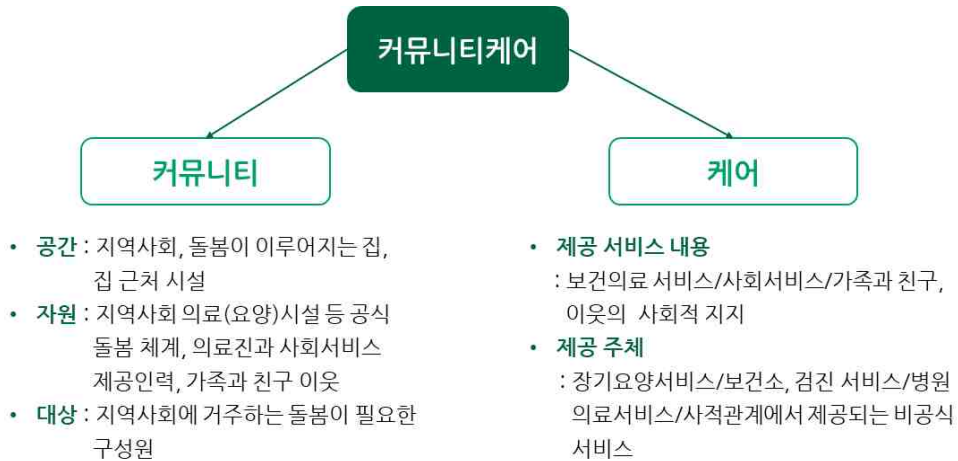 커뮤니티케어
커뮤니티
• 공간 : 지역사회, 돌봄이 이루어지는 집,
집 근처 시설
• 자원 : 지역사회 의료(요양)시설 등 공식
돌봄 체계, 의료진과 사회서비스
제공인력, 가족과 친구 이웃
• 대상 : 지역사회에 거주하는 돌봄이 필요한
구성원
케어
• 제공 서비스 내용
: 보건의료 서비스/사회서비스/가족과 친구,
이웃의 사회적 지지
• 제공 주체
: 장기요양서비스/보건소, 검진 서비스/병원
의료서비스/사적관계에서 제공되는 비공식
서비스